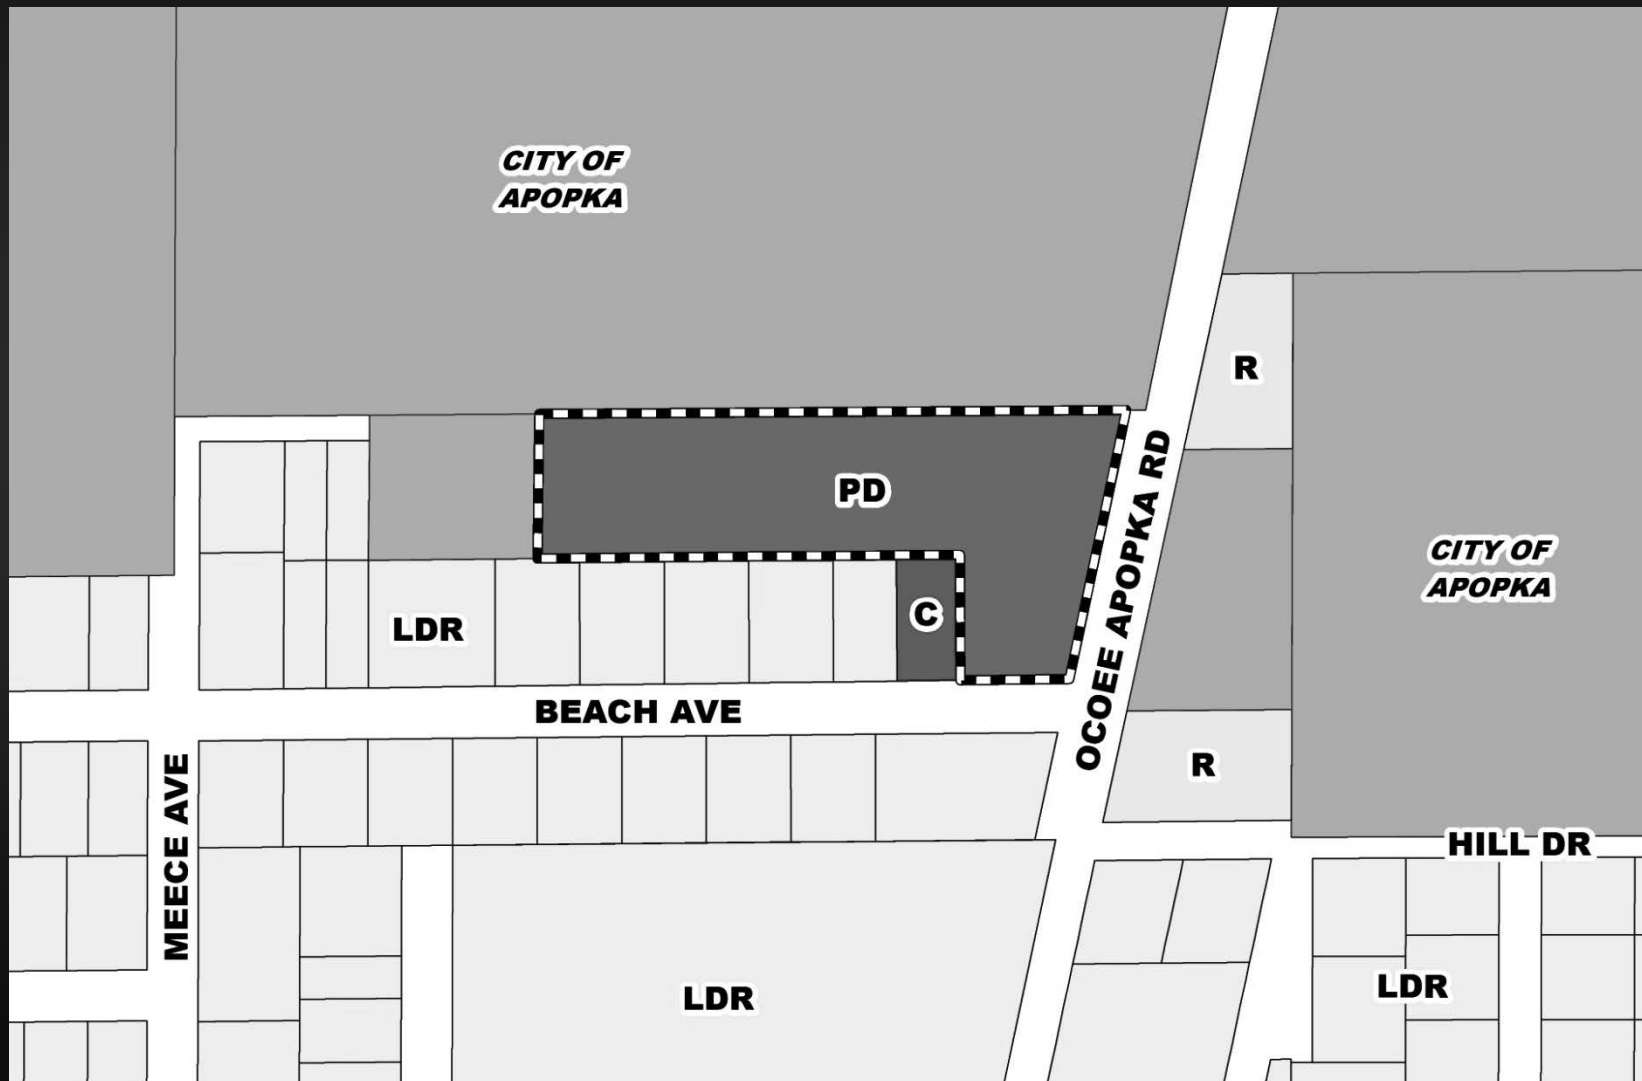 CITY OF
APOPKA
R
PD
OCOEE APOPKA RD
CITY OF
APOPKA
C
LDR
BEACH AVE
R
MEECE AVE
HILL DR
LDR
LDR